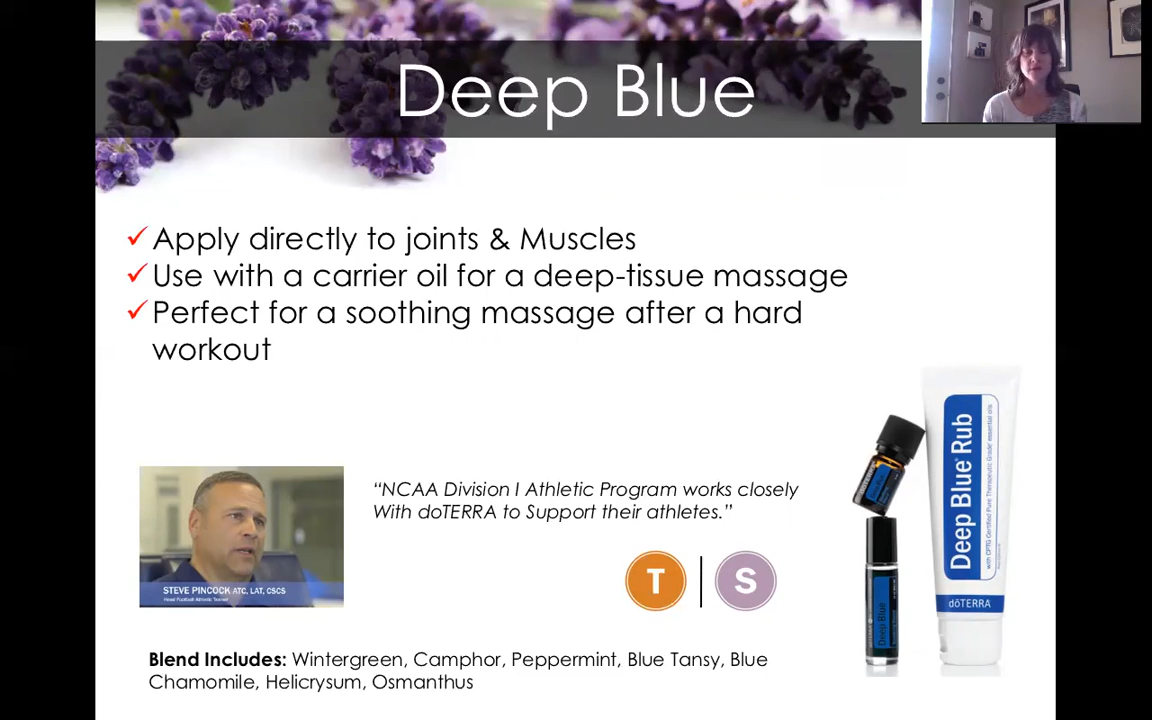 Deep Blue
✓Apply directly to joints & Muscles
✓Use with a carrier oil for a deep-tissue massage
✓Perfect for a soothing massage after a hard
workout
“NCAA Division I Athletic Program works closely
With doTERRA to Support their athletes.”
STEVE PINCOCK ATC, LAT, CSCS
Head Football Athletic Trainer
T | S
Deep Blue® Rub
with CPTG Certified Pure Therapeutic Grade® essential oils
dōTERRA
Deep Blue
Blend Includes: Wintergreen, Camphor, Peppermint, Blue Tansy, Blue
Chamomile, Helicrysum, Osmanthus